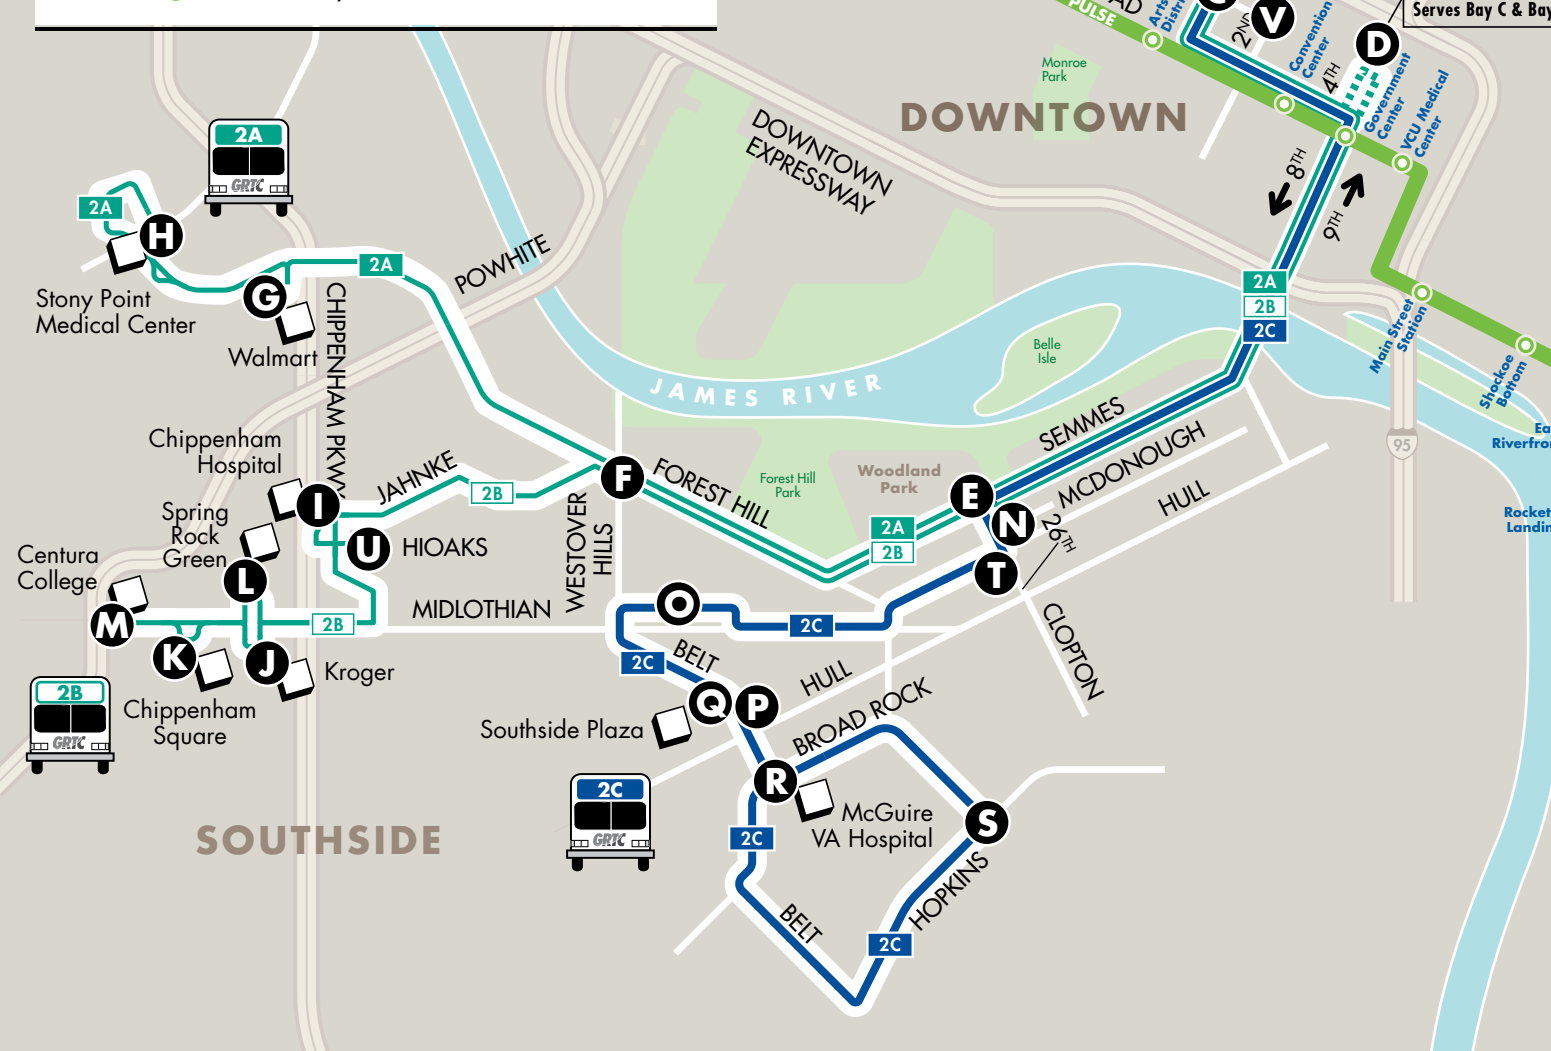 PULSE
2ND
V
Arts
Convention
Center
Serves Bay C & Bay
D
4TH
Government
Center
VCU Medical
Center
Monroe
Park
DOWNTOWN
DOWNTOWN
EXPRESSWAY
8TH
9TH
2A
GRTC
2A
H
Stony Point
Medical Center
G
Walmart
2A
POWHITE
CHIPPENHAM PKWY
JAMES RIVER
Belle
Isle
2A
2B
2C
Main Street
Station
Shockoe
Bottom
95
Chippenham
Hospital
I
JAHNKE
2B
F
FOREST HILL
Forest Hill
Park
Woodland
Park
SEMMES
MCDONOUGH
HULL
E
N
26TH
T
2A
2B
Spring
Rock
Green
U
HIOAKS
WESTOVER
HILLS
Centura
College
L
M
2B
MIDLOTHIAN
O
2C
CLOPTON
K
J
Kroger
Chippenham
Square
2B
GRTC
2C
BELT
Q
P
HULL
BROAD ROCK
Southside Plaza
R
2C
GRTC
McGuire
VA Hospital
S
2C
SOUTHSIDE
BELT
HOPKINS
2C